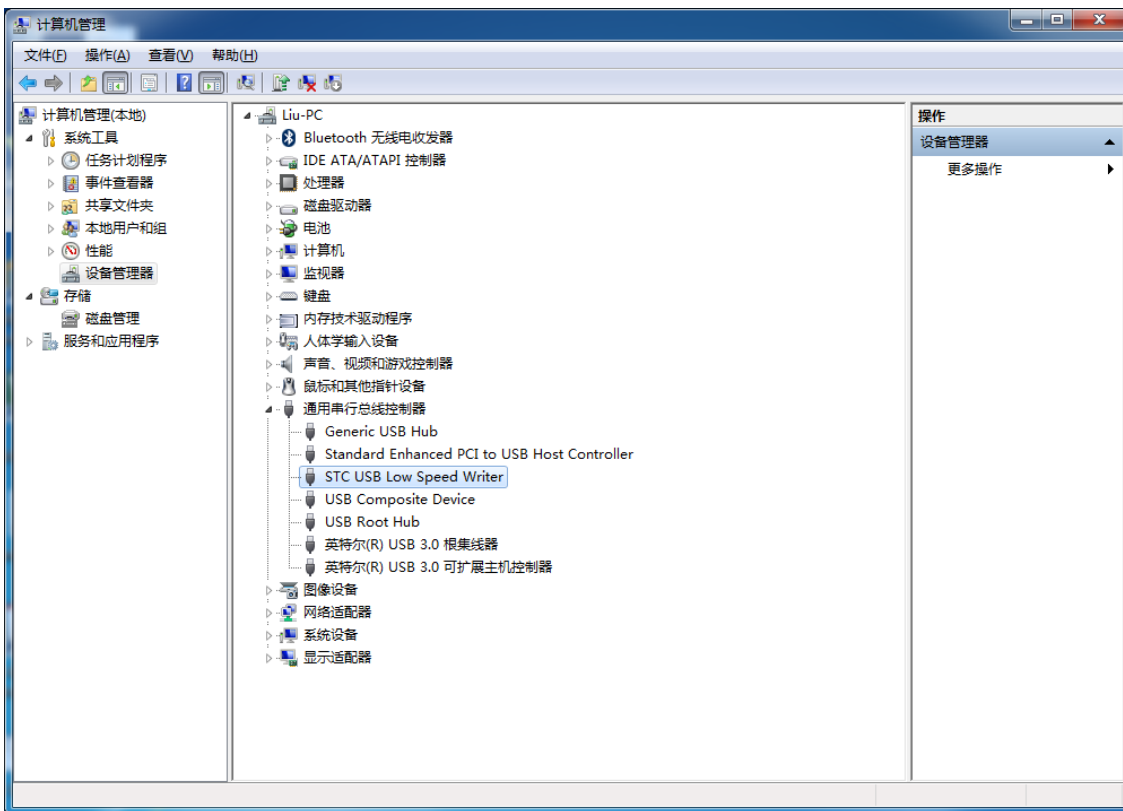 计算机管理
文件(F) 操作(A) 查看(V) 帮助(H)
计算机管理(本地)
系统工具
任务计划程序
事件查看器
共享文件夹
本地用户和组
性能
设备管理器
存储
磁盘管理
服务和应用程序
Liu-PC
Bluetooth 无线电收发器
IDE ATA/ATAPI 控制器
处理器
磁盘驱动器
电池
计算机
监视器
键盘
内存技术驱动程序
人体学输入设备
声音、视频和游戏控制器
鼠标和其他指针设备
通用串行总线控制器
Generic USB Hub
Standard Enhanced PCI to USB Host Controller
STC USB Low Speed Writer
USB Composite Device
USB Root Hub
英特尔(R) USB 3.0 根集线器
英特尔(R) USB 3.0 可扩展主机控制器
图像设备
网络适配器
系统设备
显示适配器
操作
设备管理器
更多操作